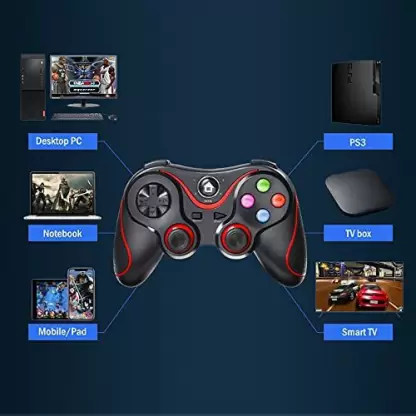 Desktop PC
PS3
Notebook
TV box
Mobile/Pad
Smart TV